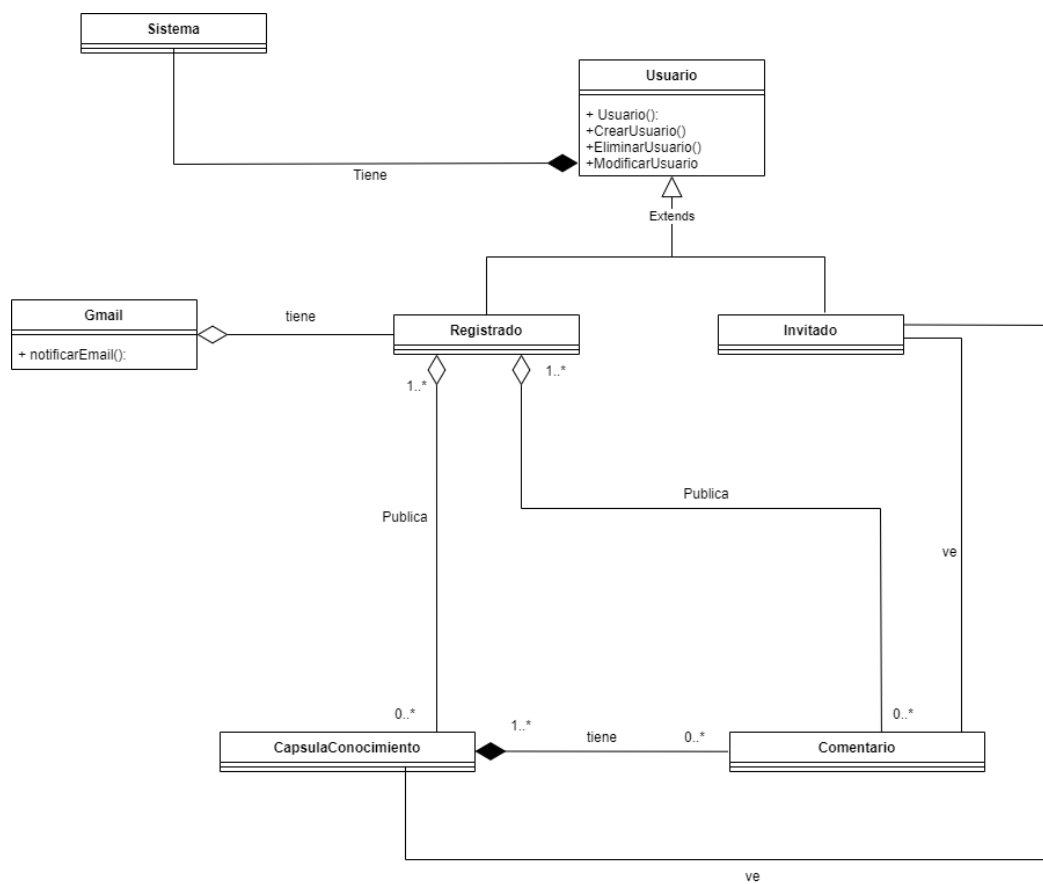 Sistema
Usuario
+ Usuario():
+CrearUsuario()
+EliminarUsuario()
+ModificarUsuario
Tiene
Extends
Gmail
+ notificarEmail():
tiene
Registrado
Invitado
1..*
1..*
Publica
Publica
ve
0..*
0..*
1..*
tiene
0..*
CapsulaConocimiento
Comentario
ve